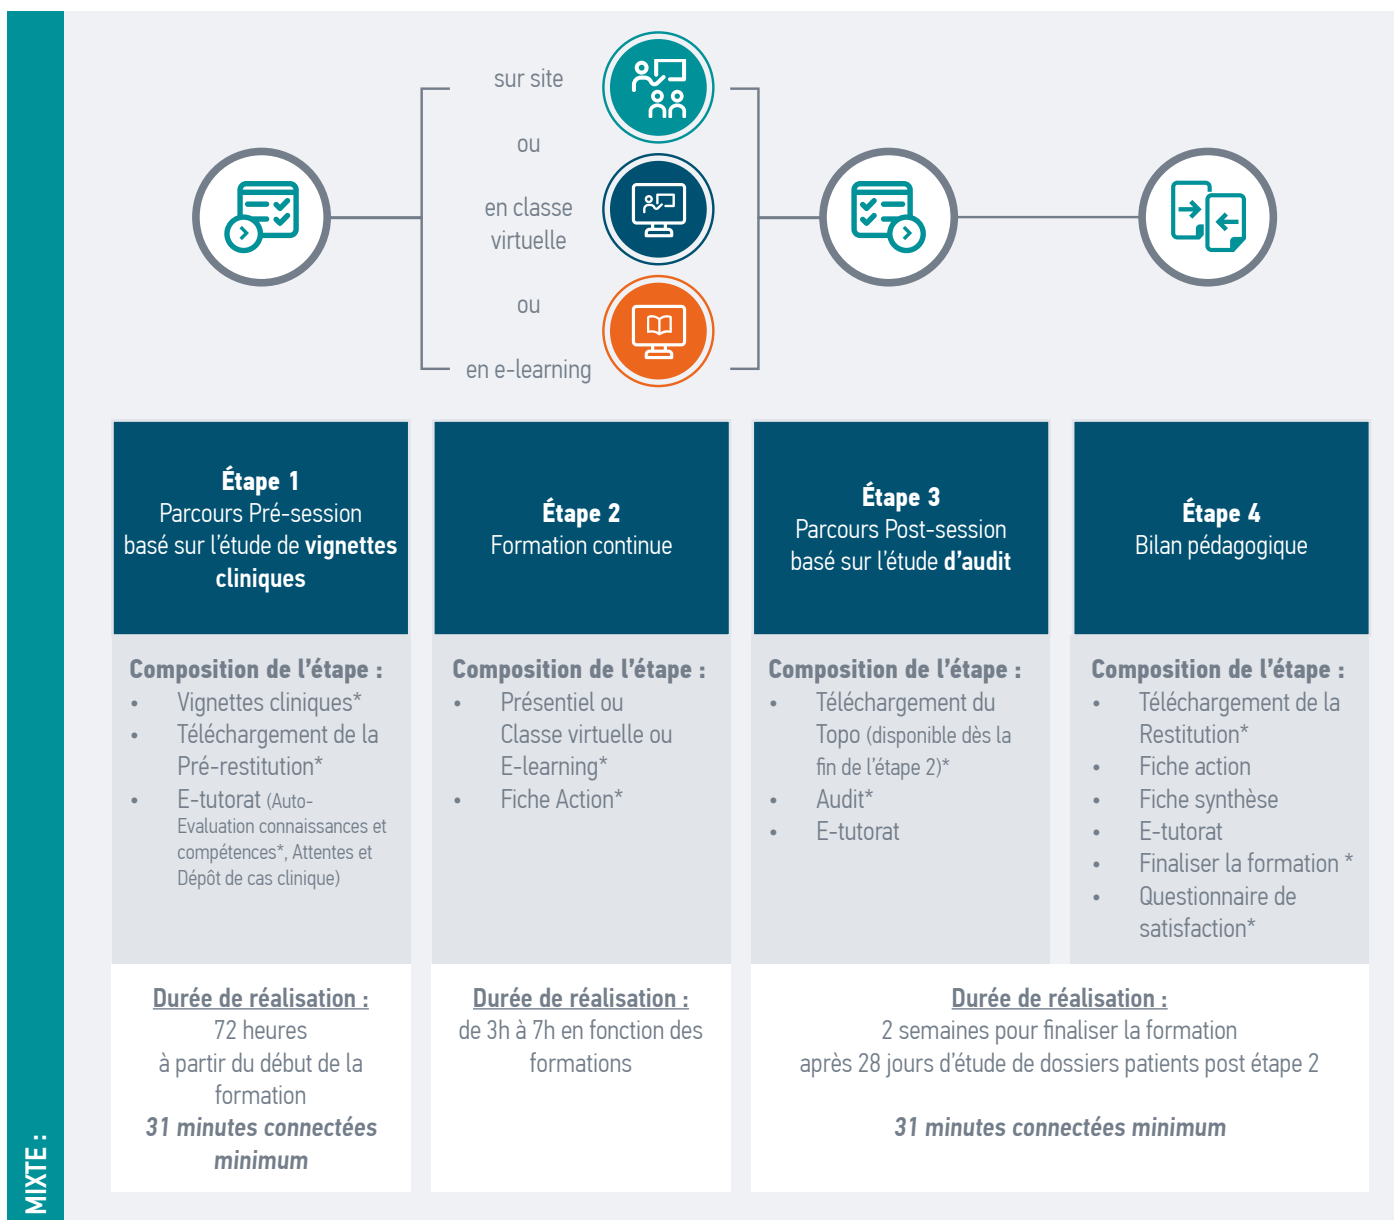 sur site
ou
en classe
virtuelle
ou
en e-learning
Étape 1
Parcours Pré-session
basé sur l'étude de vignettes
cliniques
Étape 2
Formation continue
Étape 3
Parcours Post-session
basé sur l'étude d'audit
Étape 4
Bilan pédagogique
Composition de l'étape :
• Vignettes cliniques*
• Téléchargement de la
Pré-restitution*
• E-tutorat (Auto-
Evaluation connaissances et
compétences*, Attentes et
Dépôt de cas clinique)
Composition de l'étape :
• Présentiel ou
Classe virtuelle ou
E-learning*
• Fiche Action*
Composition de l'étape :
• Téléchargement du
Topo (disponible dès la
fin de l'étape 2)*
• Audit*
• E-tutorat
Composition de l'étape :
• Téléchargement de la
Restitution*
• Fiche action
• Fiche synthèse
• E-tutorat
• Finaliser la formation *
• Questionnaire de
satisfaction*
Durée de réalisation :
72 heures
à partir du début de la
formation
31 minutes connectées
minimum
Durée de réalisation :
de 3h à 7h en fonction des
formations
Durée de réalisation :
2 semaines pour finaliser la formation
après 28 jours d'étude de dossiers patients post étape 2
31 minutes connectées minimum
MIXTE :